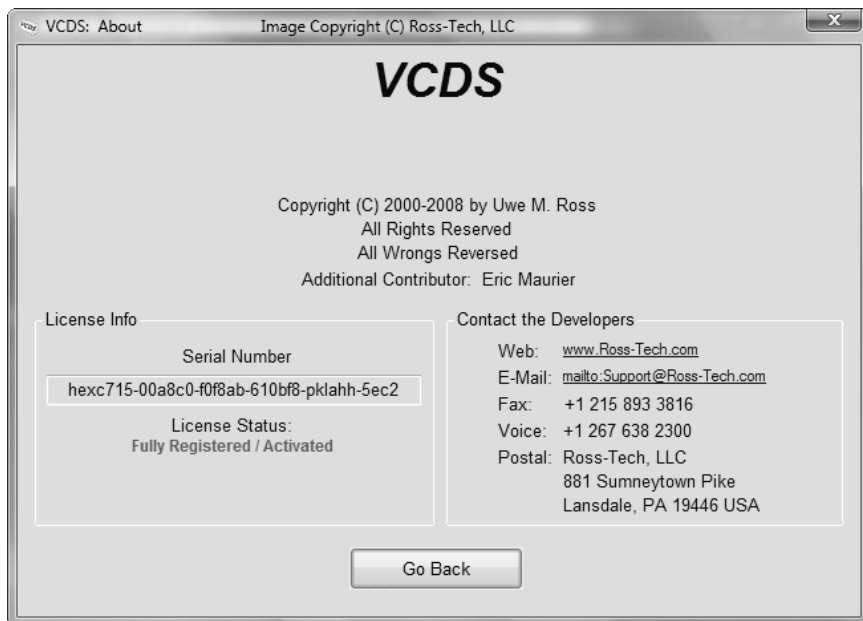 VCDS: About Image Copyright (C) Ross-Tech, LLC
VCDS
Copyright (C) 2000-2008 by Uwe M. Ross
All Rights Reserved
All Wrongs Reversed
Additional Contributor: Eric Maurier
License Info
Serial Number
hexc715-00a8c0-f0f8ab-610bf8-pklahh-5ec2
License Status:
Fully Registered / Activated
Contact the Developers
Web: www.Ross-Tech.com
E-Mail: mailto:Support@Ross-Tech.com
Fax: +1 215 893 3816
Voice: +1 267 638 2300
Postal: Ross-Tech, LLC
881 Sumneytown Pike
Lansdale, PA 19446 USA
Go Back